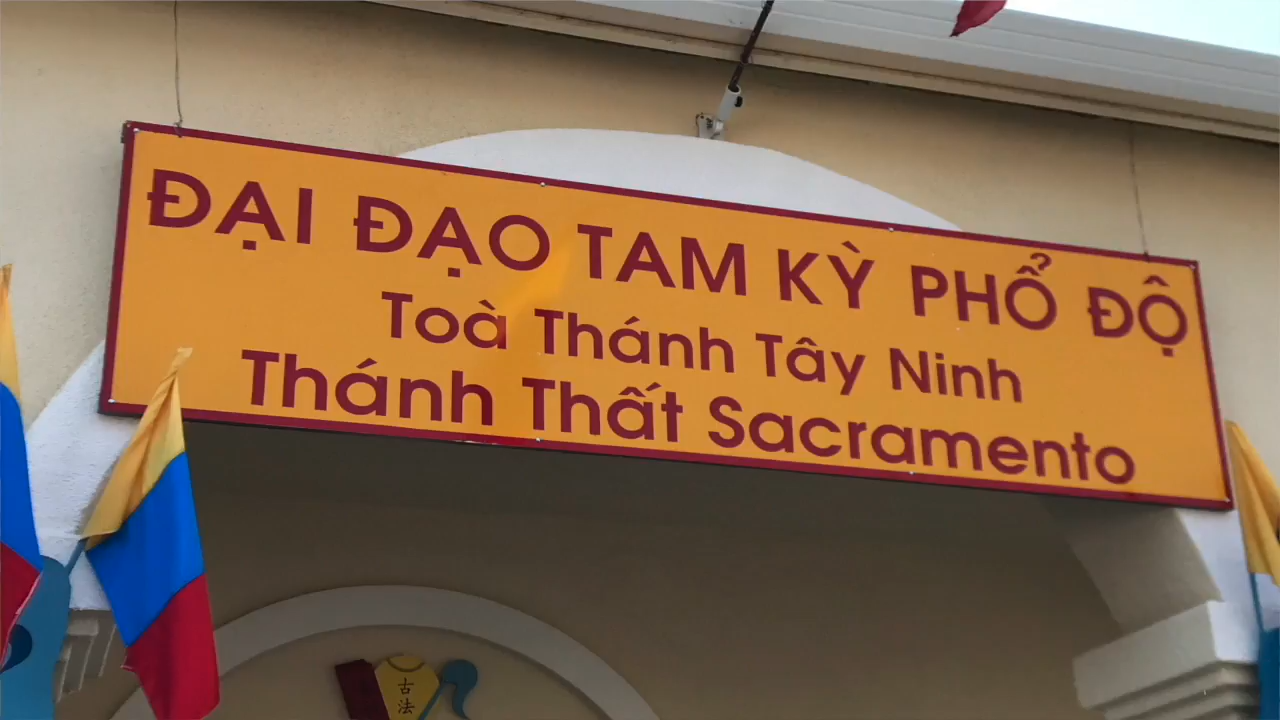 ĐẠI ĐẠO TAM KỲ PHỔ ĐỘ
Toà Thánh Tây Ninh
Thánh Thất Sacramento
古
法